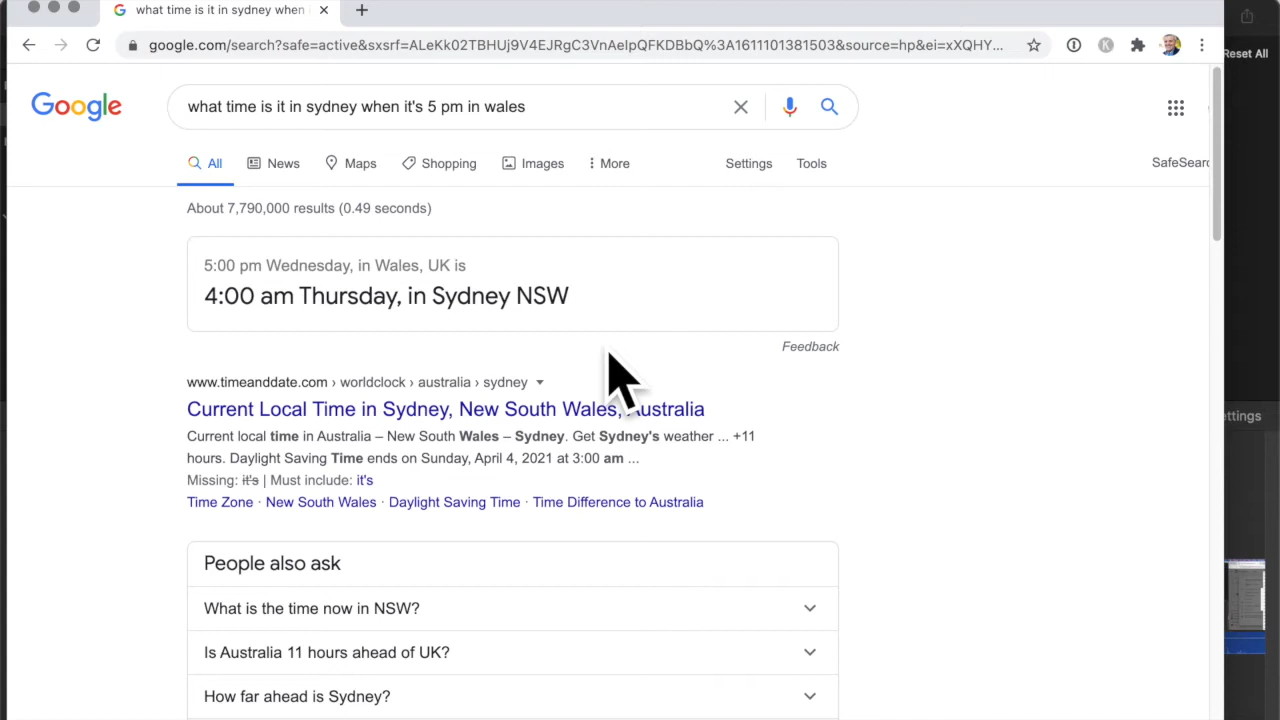 what time is it in sydney when
google.com/search?safe=active&sxsrf=ALeKk02TBHUj9V4EJRgC3VnAeIpQFKDBbQ%3A1611101381503&source=hp&ei=xXQHY...
Reset All
Google
what time is it in sydney when it's 5 pm in wales
All News Maps Shopping Images More Settings Tools
SafeSearc
About 7,790,000 results (0.49 seconds)
5:00 pm Wednesday, in Wales, UK is
4:00 am Thursday, in Sydney NSW
Feedback
www.timeanddate.com › worldclock › australia › sydney
Current Local Time in Sydney, New South Wales, Australia
ettings
Current local time in Australia – New South Wales – Sydney. Get Sydney's weather ... +11
hours. Daylight Saving Time ends on Sunday, April 4, 2021 at 3:00 am ...
Missing: it's | Must include: it's
Time Zone · New South Wales · Daylight Saving Time · Time Difference to Australia
People also ask
What is the time now in NSW?
Is Australia 11 hours ahead of UK?
How far ahead is Sydney?